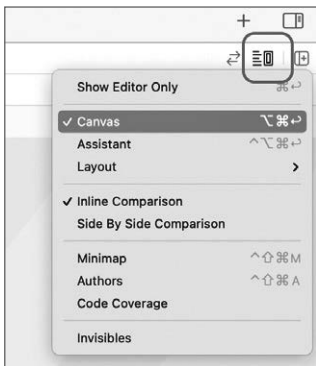 Show Editor Only ⌘↩
✓ Canvas ⌥⌘↩
Assistant ^⌥⌘↩
Layout >
✓ Inline Comparison
Side By Side Comparison
Minimap ^⇧⌘M
Authors ^⇧⌘A
Code Coverage
Invisibles